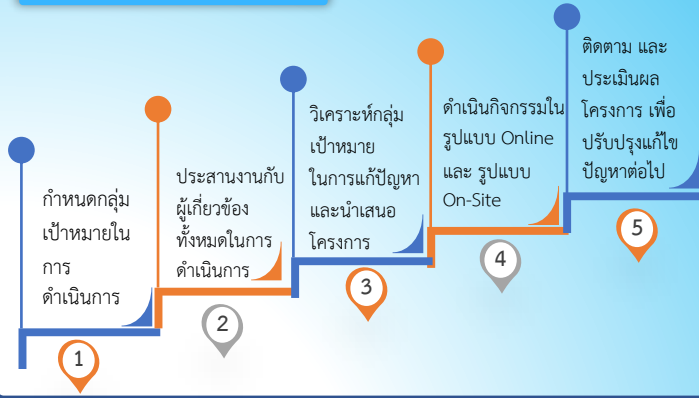 กำหนดกลุ่ม
เป้าหมายใน
การ
ดำเนินการ
1
ประสานงานกับ
ผู้เกี่ยวข้อง
ทั้งหมดในการ
ดำเนินการ
2
วิเคราะห์กลุ่ม
เป้าหมาย
ในการแก้ปัญหา
และนำเสนอ
โครงการ
3
ดำเนินกิจกรรมใน
รูปแบบ Online
และ รูปแบบ
On-Site
4
ติดตาม และ
ประเมินผล
โครงการ เพื่อ
ปรับปรุงแก้ไข
ปัญหาต่อไป
5